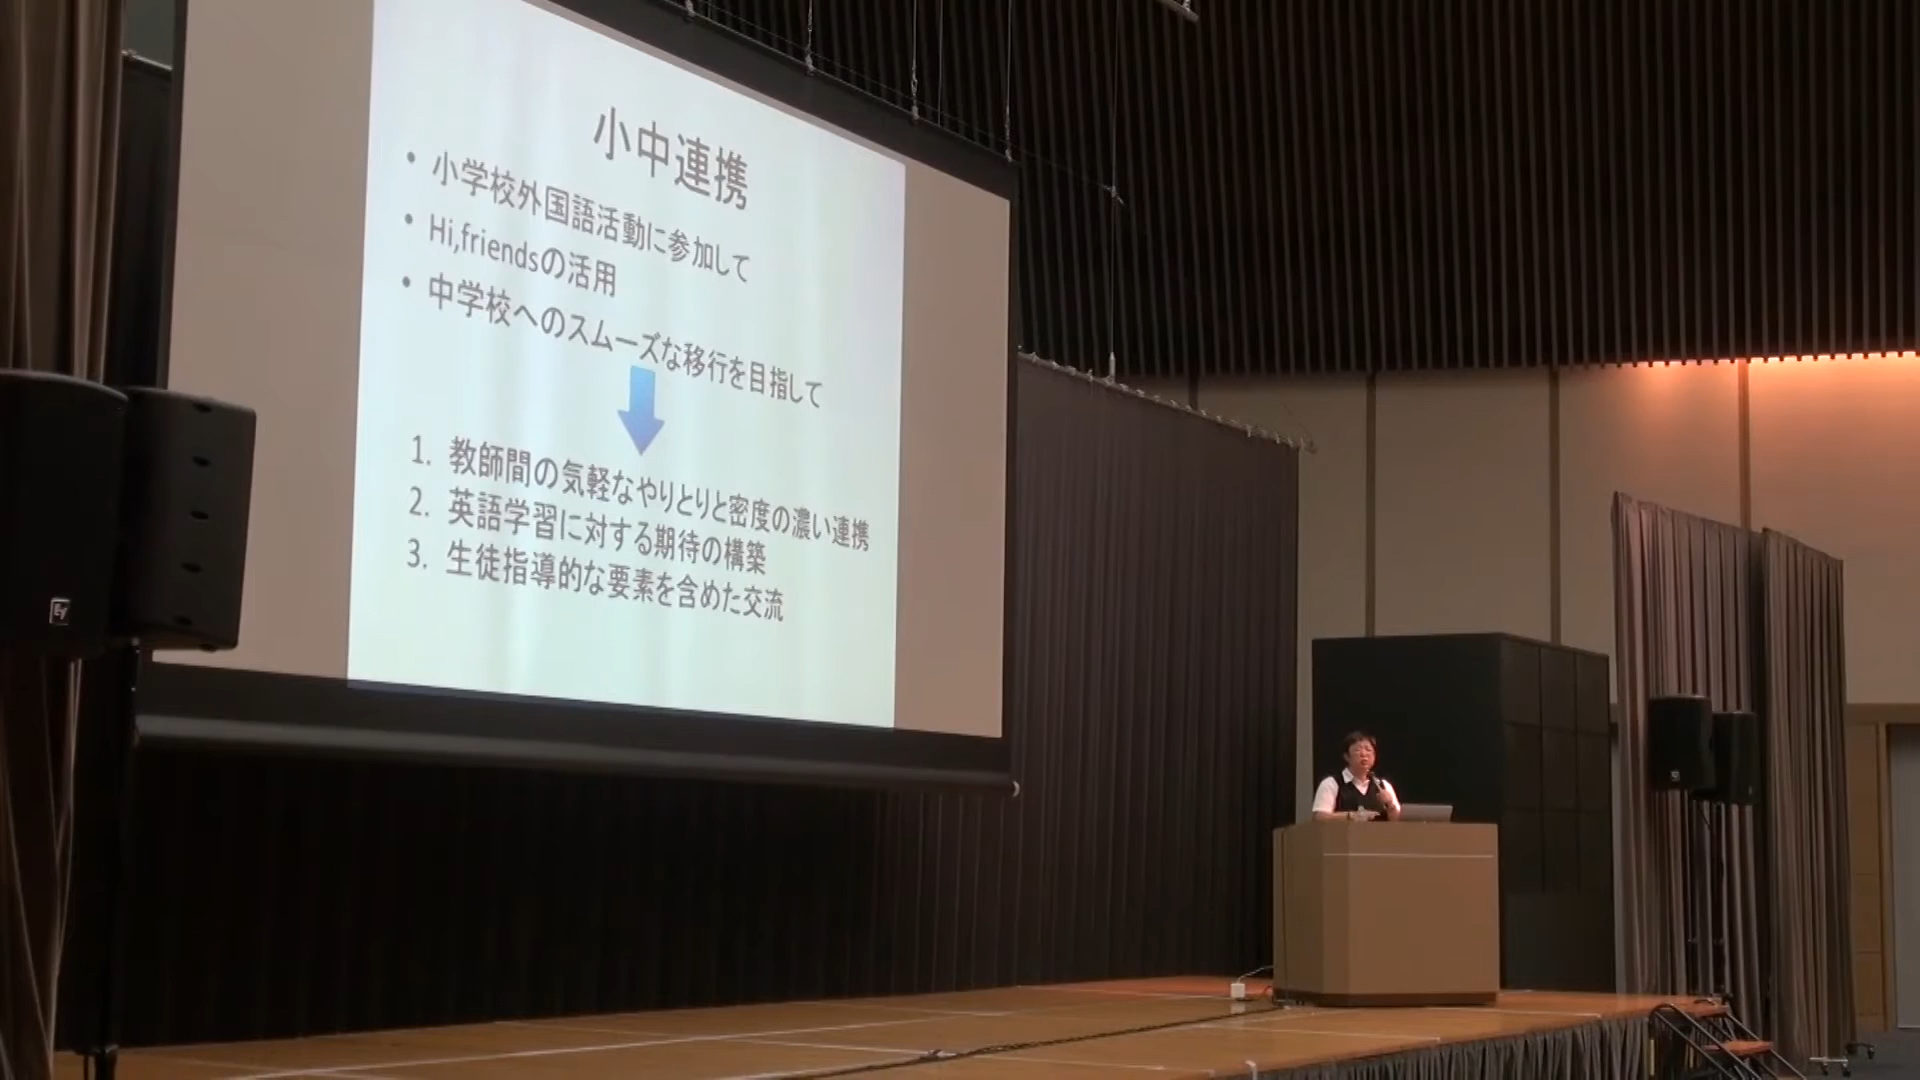 小中連携
• 小学校外国語活動に参加して
• Hi,friendsの活用
• 中学校へのスムーズな移行を目指して
1. 教師間の気軽なやりとりと密度の濃い連携
2. 英語学習に対する期待の構築
3. 生徒指導的な要素を含めた交流
EV